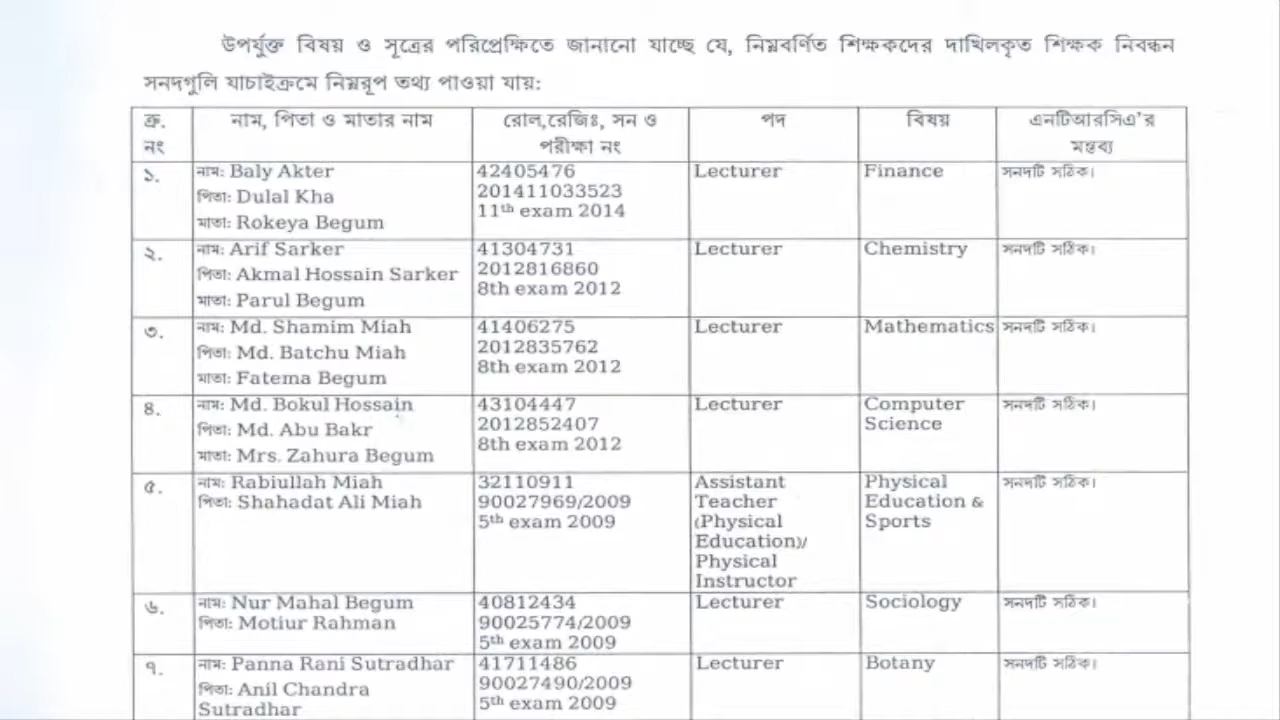 উপর্যুক্ত বিষয় ও সূত্রের পরিপ্রেক্ষিতে জানানো যাচ্ছে যে, নিম্নবর্ণিত শিক্ষকদের দাখিলকৃত শিক্ষক নিবন্ধন
সনদগুলি যাচাইক্রমে নিম্নরূপ তথ্য পাওয়া যায়:
ক্র. নং
নাম, পিতা ও মাতার নাম
রোল,রেজিঃ, সন ও পরীক্ষা নং
পদ
বিষয়
এনটিআরসিএ'র মন্তব্য
১.
নাম: Baly Akter
পিতা: Dulal Kha
মাতা: Rokeya Begum
42405476
201411033523
11th exam 2014
Lecturer
Finance
সনদটি সঠিক।
২.
নাম: Arif Sarker
পিতা: Akmal Hossain Sarker
মাতা: Parul Begum
41304731
2012816860
8th exam 2012
Lecturer
Chemistry
সনদটি সঠিক।
৩.
নাম: Md. Shamim Miah
পিতা: Md. Batchu Miah
মাতা: Fatema Begum
41406275
2012835762
8th exam 2012
Lecturer
Mathematics
সনদটি সঠিক।
৪.
নাম: Md. Bokul Hossain
পিতা: Md. Abu Bakr
মাতা: Mrs. Zahura Begum
43104447
2012852407
8th exam 2012
Lecturer
Computer
Science
সনদটি সঠিক।
৫.
নাম: Rabiullah Miah
পিতা: Shahadat Ali Miah
32110911
90027969/2009
5th exam 2009
Assistant
Teacher
(Physical
Education)/
Physical
Instructor
Physical
Education &
Sports
সনদটি সঠিক।
৬.
নাম: Nur Mahal Begum
পিতা: Motiur Rahman
40812434
90025774/2009
5th exam 2009
Lecturer
Sociology
সনদটি সঠিক।
৭.
নাম: Panna Rani Sutradhar
পিতা: Anil Chandra
Sutradhar
41711486
90027490/2009
5th exam 2009
Lecturer
Botany
সনদটি সঠিক।